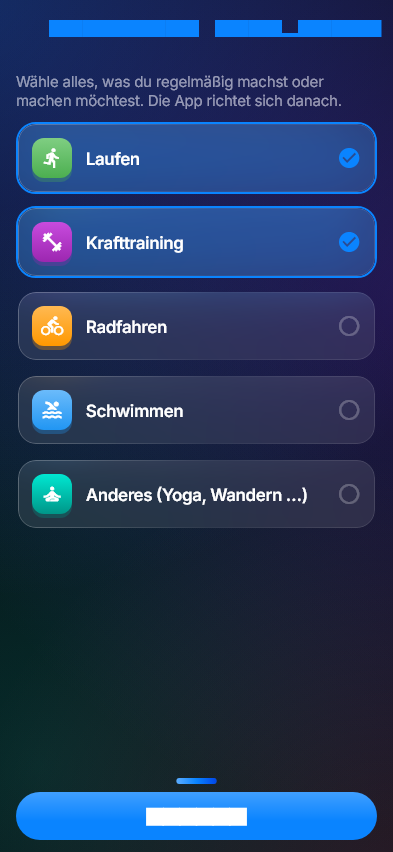 Wähle alles, was du regelmäßig machst oder
machen möchtest. Die App richtet sich danach.
Laufen
Krafttraining
Radfahren
Schwimmen
Anderes (Yoga, Wandern ...)